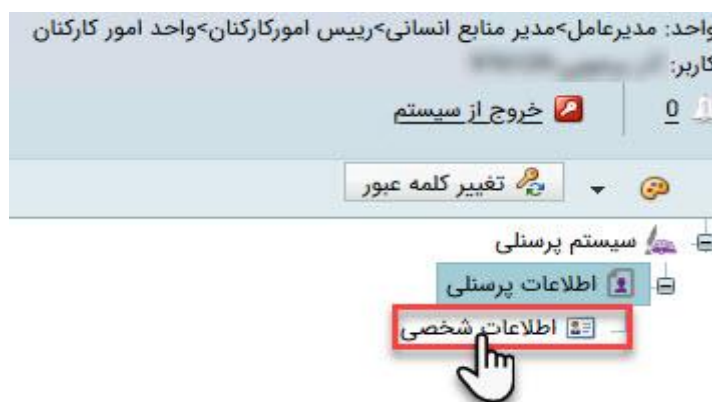 واحد: مدیرعامل>مدیر منابع انسانی>رییس امورکارکنان>واحد امور کارکنان
کاربر:
0 خروج از سیستم
تغییر کلمه عبور
سیستم پرسنلی
اطلاعات پرسنلی
اطلاعات شخصی